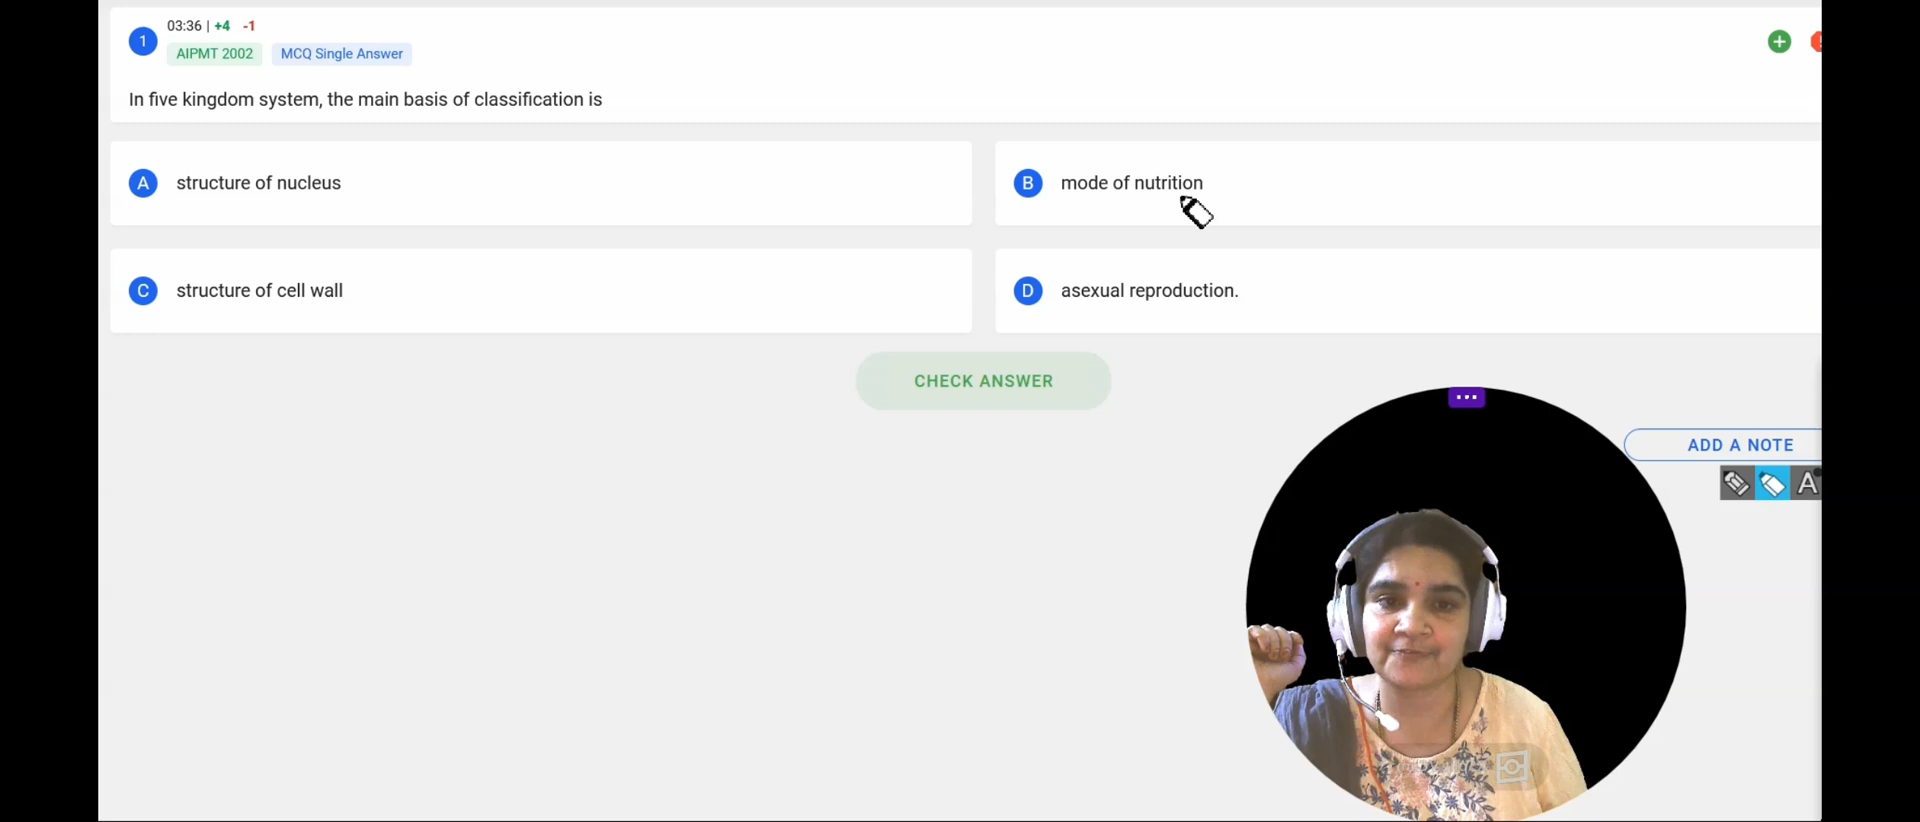 1
03:36 | +4 -1
AIPMT 2002 MCQ Single Answer
In five kingdom system, the main basis of classification is
A structure of nucleus
B mode of nutrition
C structure of cell wall
D asexual reproduction.
CHECK ANSWER
ADD A NOTE
A